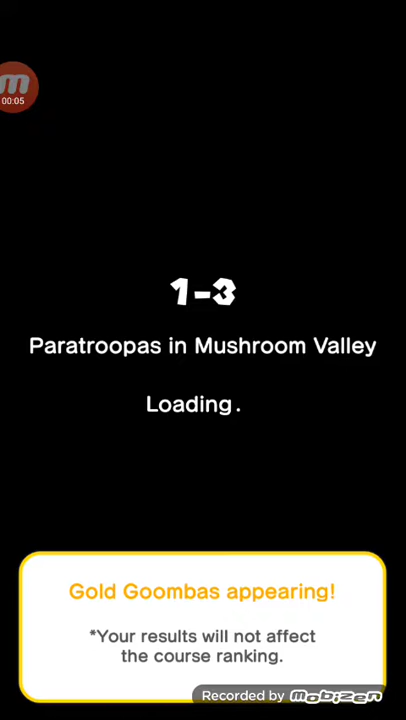 00:05
1-3
Paratroopas in Mushroom Valley
Loading.
Gold Goombas appearing!
*Your results will not affect
the course ranking.
Recorded by mobizen